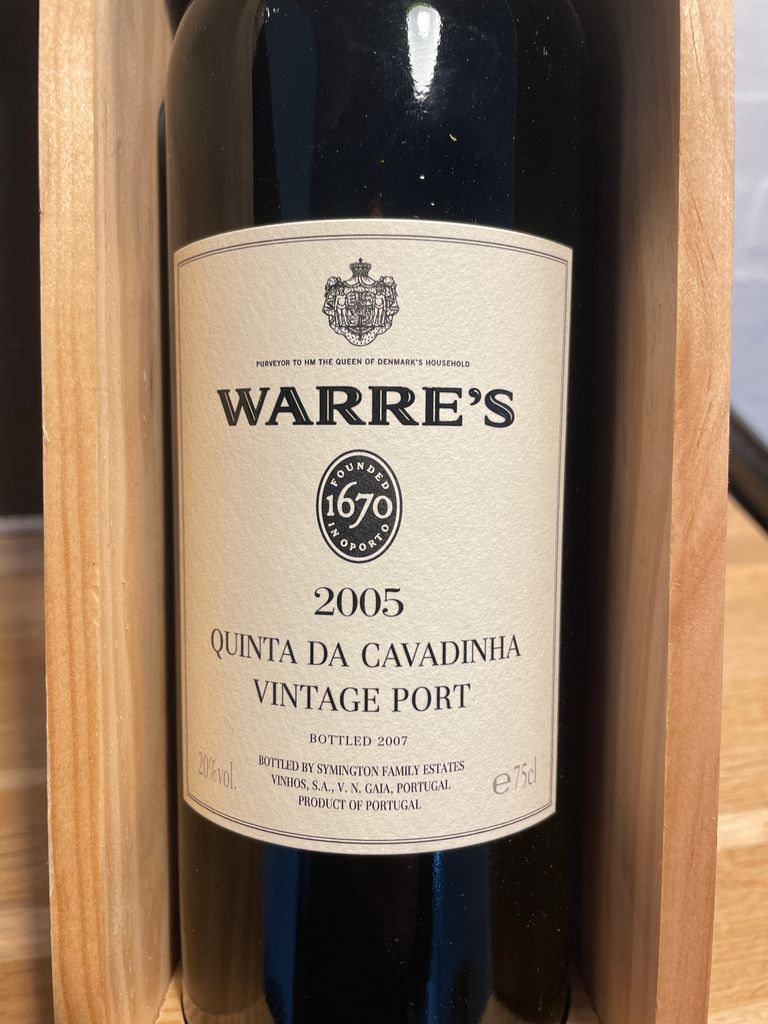 PURVEYOR TO HM THE QUEEN OF DENMARK'S HOUSEHOLD
WARRE'S
FOUNDED
1670
IN OPORTO
2005
QUINTA DA CAVADINHA
VINTAGE PORT
BOTTLED 2007
20%vol.
BOTTLED BY SYMINGTON FAMILY ESTATES
VINHOS, S.A., V. N. GAIA, PORTUGAL
PRODUCT OF PORTUGAL
e75cl